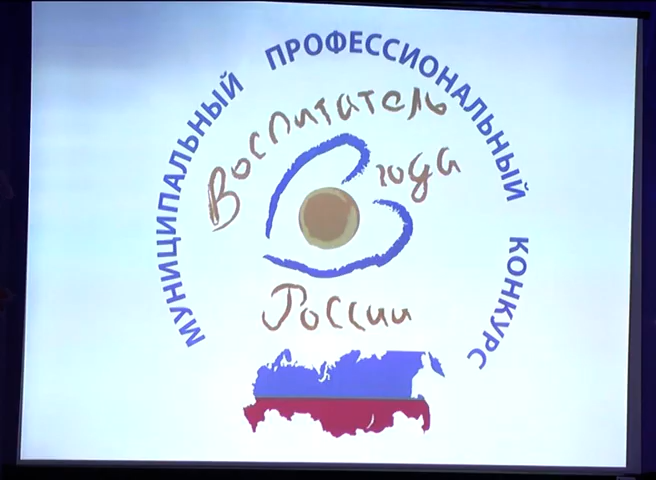 МУНИЦИПАЛЬНЫЙ ПРОФЕССИОНАЛЬНЫЙ КОНКУРС
Воспитатель
года
России